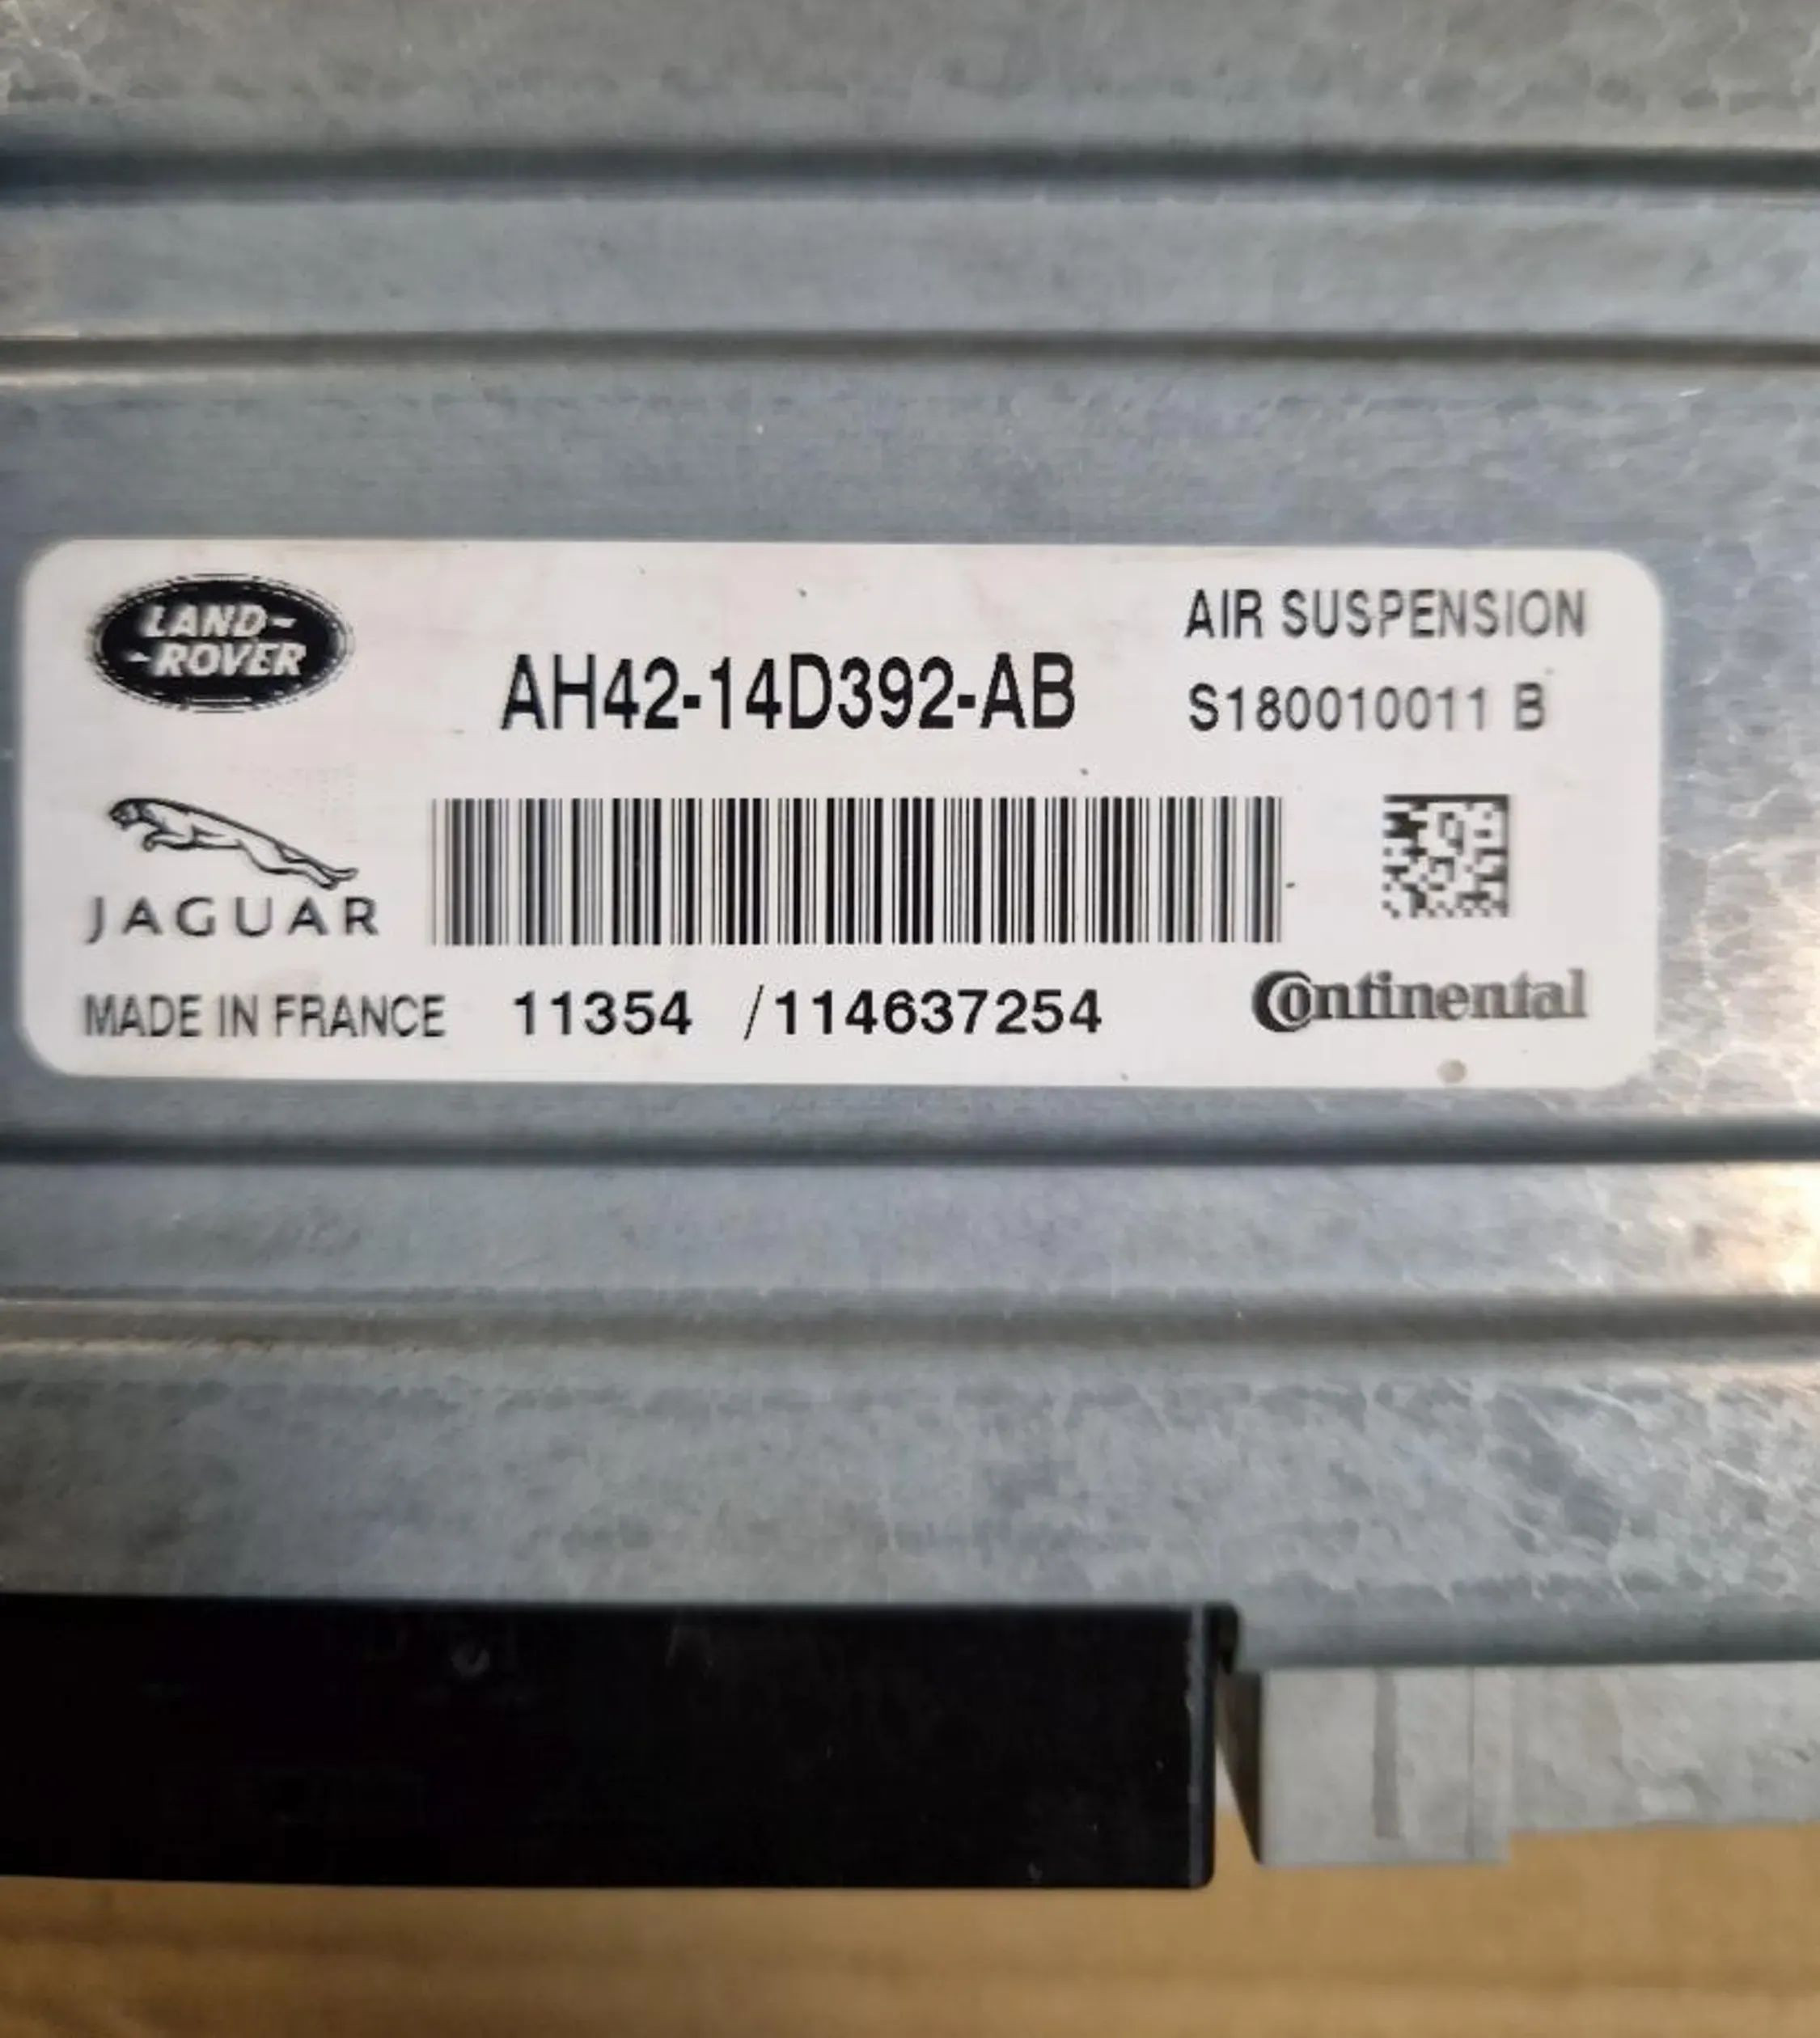 LAND-
-ROVER
AIR SUSPENSION
AH42-14D392-AB
S180010011 B
JAGUAR
MADE IN FRANCE 11354 /114637254
Continental